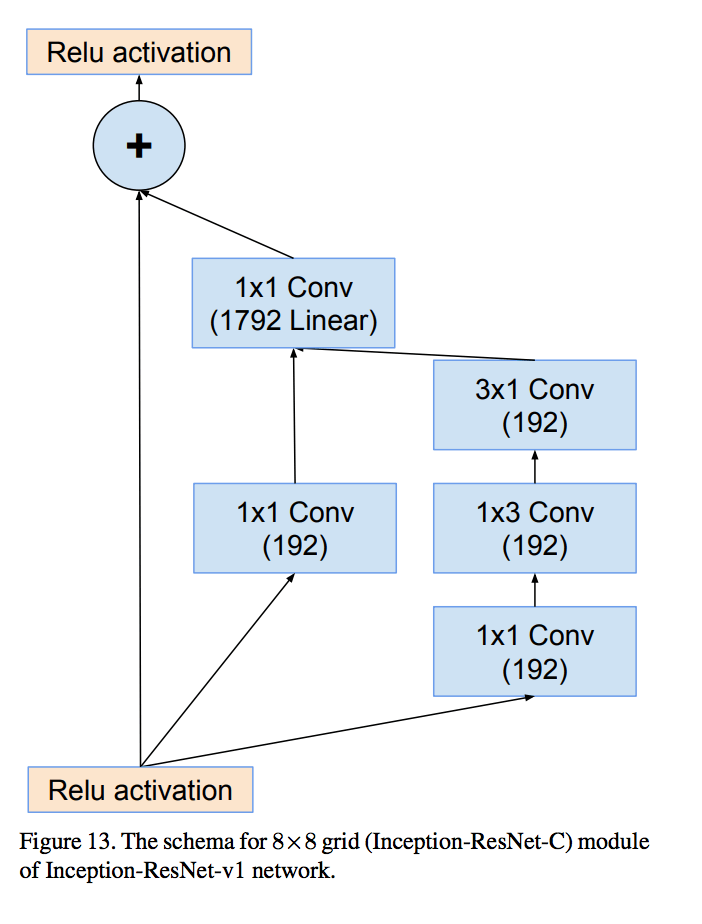 Relu activation
+
1x1 Conv
(1792 Linear)
3x1 Conv
(192)
1x1 Conv
(192)
1x3 Conv
(192)
1x1 Conv
(192)
Relu activation
Figure 13. The schema for 8×8 grid (Inception-ResNet-C) module
of Inception-ResNet-v1 network.